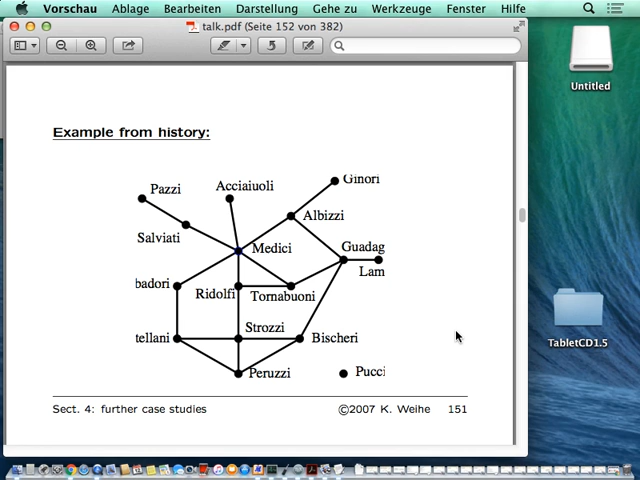 Vorschau Ablage Bearbeiten Darstellung Gehe zu Werkzeuge Fenster Hilfe
talk.pdf (Seite 152 von 382)
Untitled
Example from history:
Ginori
Pazzi
Acciaiuoli
Albizzi
Salviati
Medici
Guadag
Lam
badori
Ridolfi
Tornabuoni
Strozzi
tellani
Bischeri
Peruzzi
Pucci
TabletCD1.5
Sect. 4: further case studies ©2007 K. Weihe 151